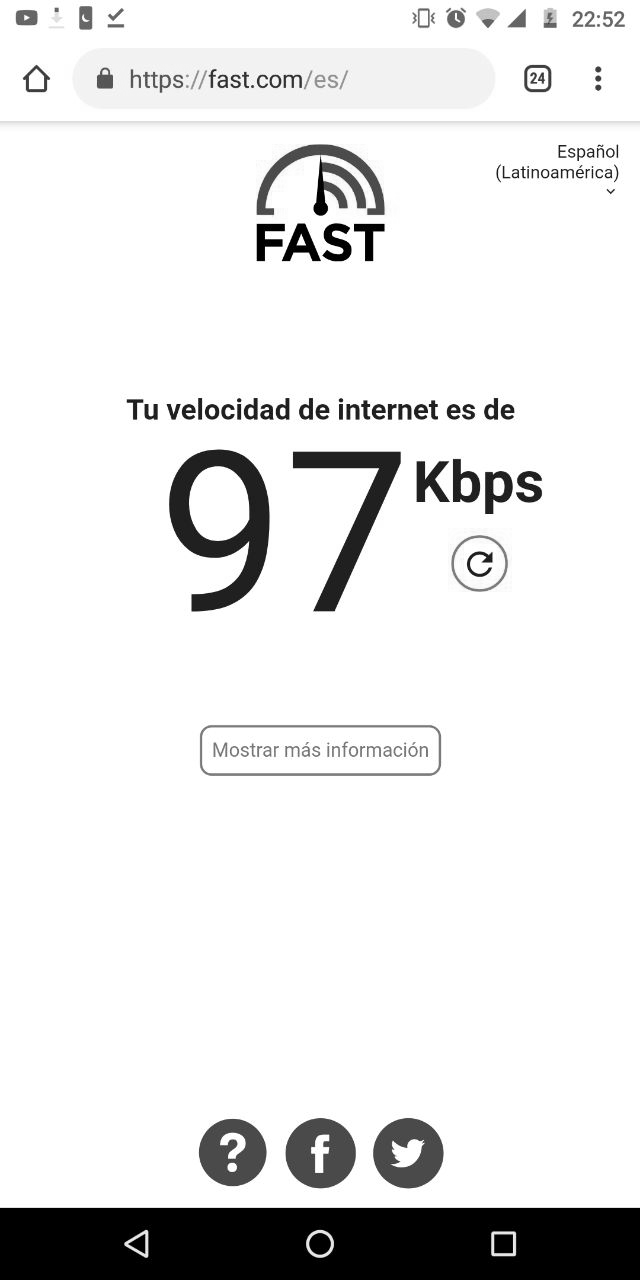 22:52
https://fast.com/es/
24
Español
(Latinoamérica)
FAST
Tu velocidad de internet es de
97 Kbps
Mostrar más información
?
f